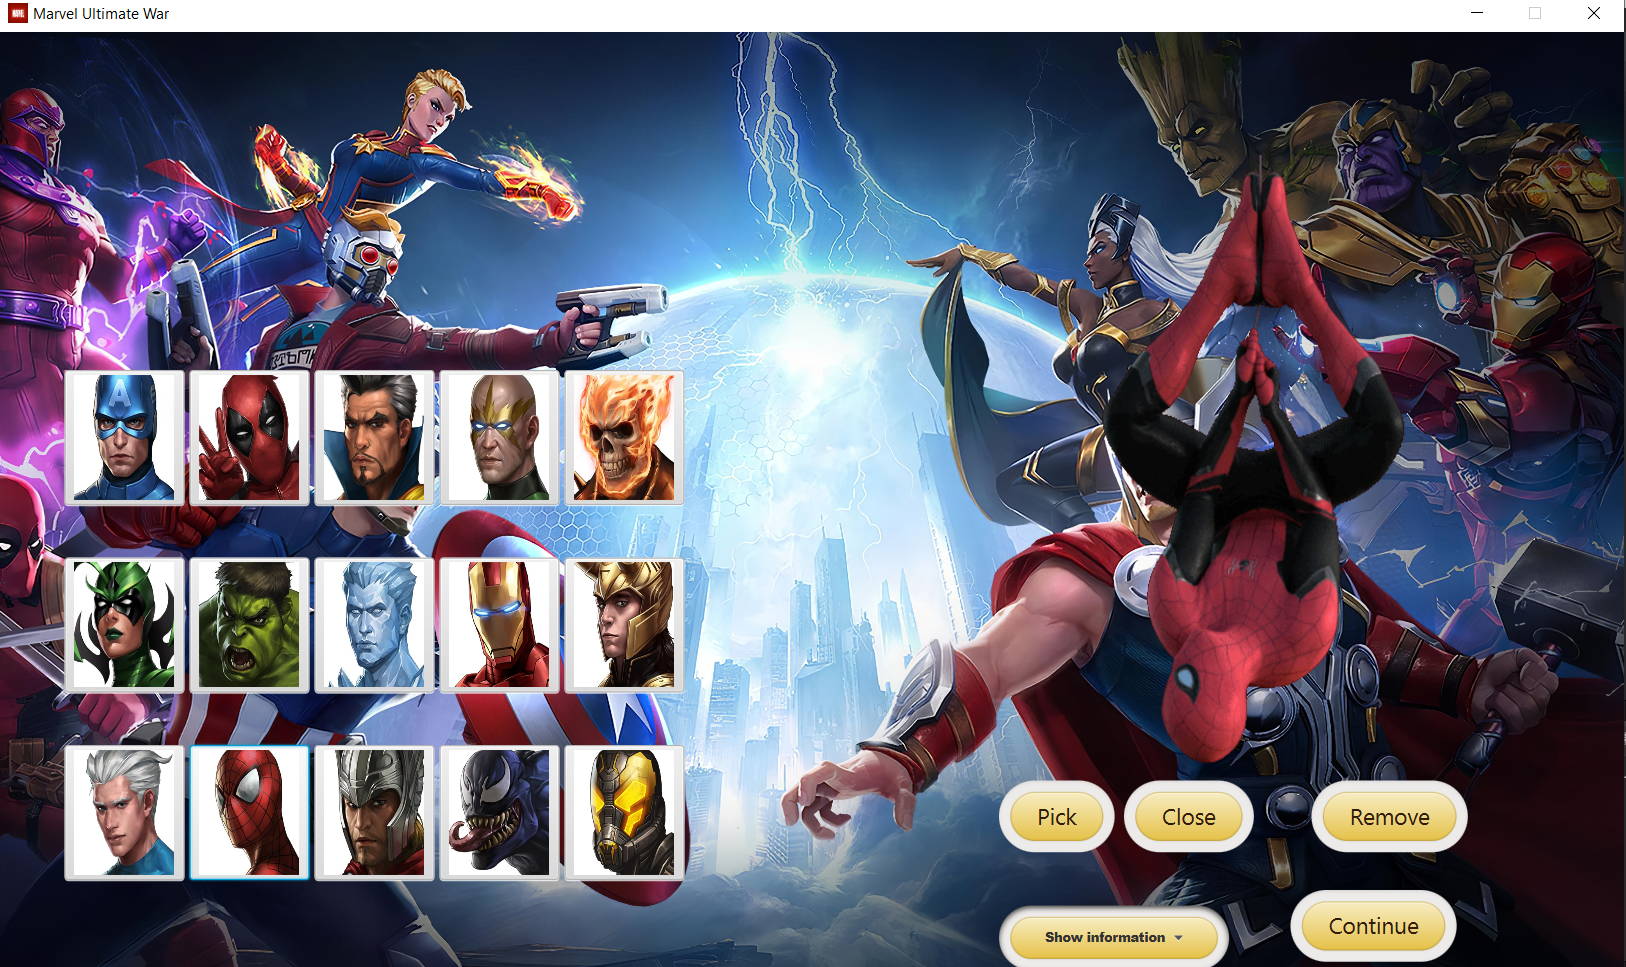 Marvel Ultimate War
A
Pick
Close
Remove
Continue
Show information